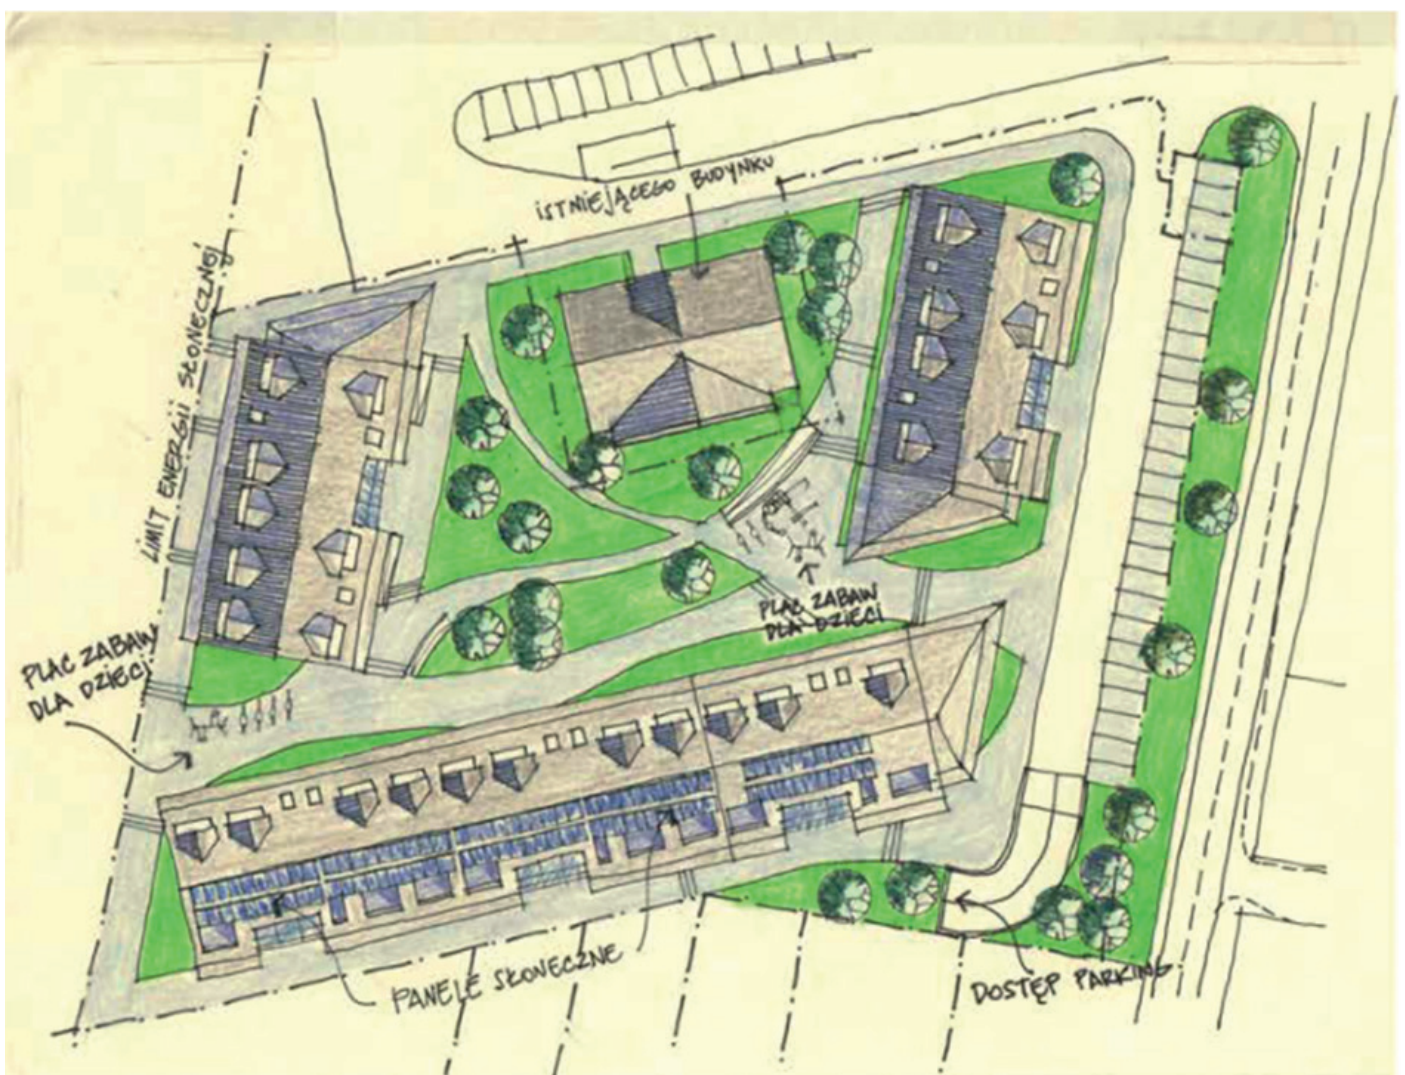 iSTNIEJĄCEGO BUDYNKU
LIMIT ENERGII SŁONECZNEJ
PLAC ZABAW
DLA DZIECI
PLAC ZABAW
DLA DZIECI
PANELE SŁONECZNE
DOSTĘP PARKING